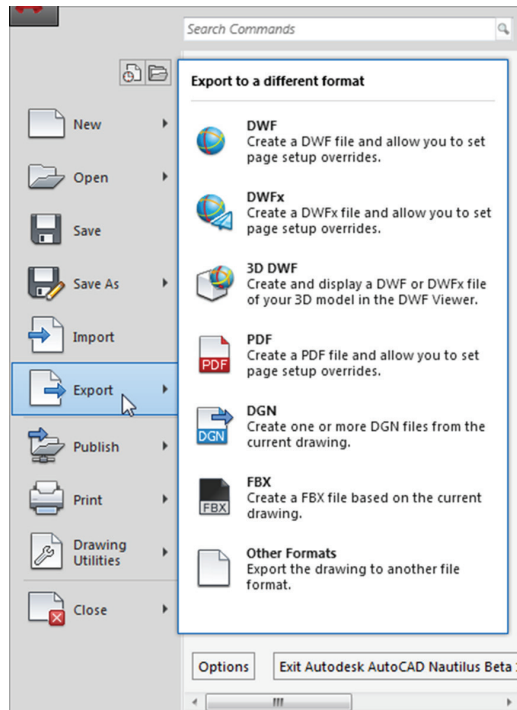 Search Commands
Export to a different format
New
Open
Save
Save As
Import
Export
Publish
Print
Drawing
Utilities
Close
DWF
Create a DWF file and allow you to set
page setup overrides.
DWFx
Create a DWFx file and allow you to set
page setup overrides.
3D DWF
Create and display a DWF or DWFx file
of your 3D model in the DWF Viewer.
PDF
PDF
Create a PDF file and allow you to set
page setup overrides.
DGN
DGN
Create one or more DGN files from the
current drawing.
FBX
FBX
Create a FBX file based on the current
drawing.
Other Formats
Export the drawing to another file
format.
Options
Exit Autodesk AutoCAD Nautilus Beta